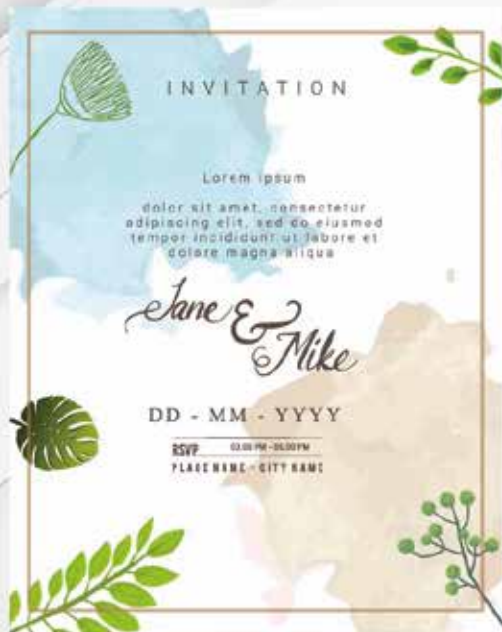 INVITATION
Lorem ipsum
dolor sit amet, consectetur
adipiscing elit, sed do eiusmod
tempor incididunt ut labore et
dolore magna aliqua
Jane &
Mike
DD - MM - YYYY
RSVP 03:00 PM - 05:00 PM
PLACE NAME - CITY NAME